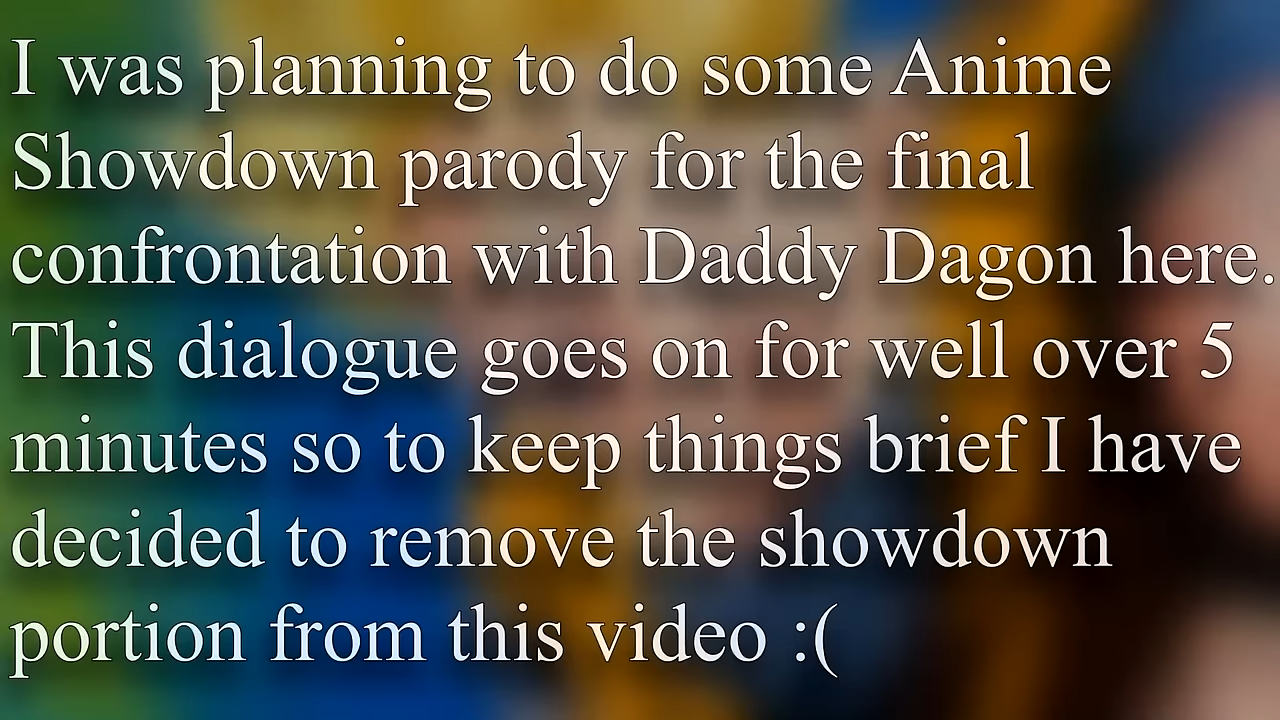 I was planning to do some Anime
Showdown parody for the final
confrontation with Daddy Dagon here.
This dialogue goes on for well over 5
minutes so to keep things brief I have
decided to remove the showdown
portion from this video :(